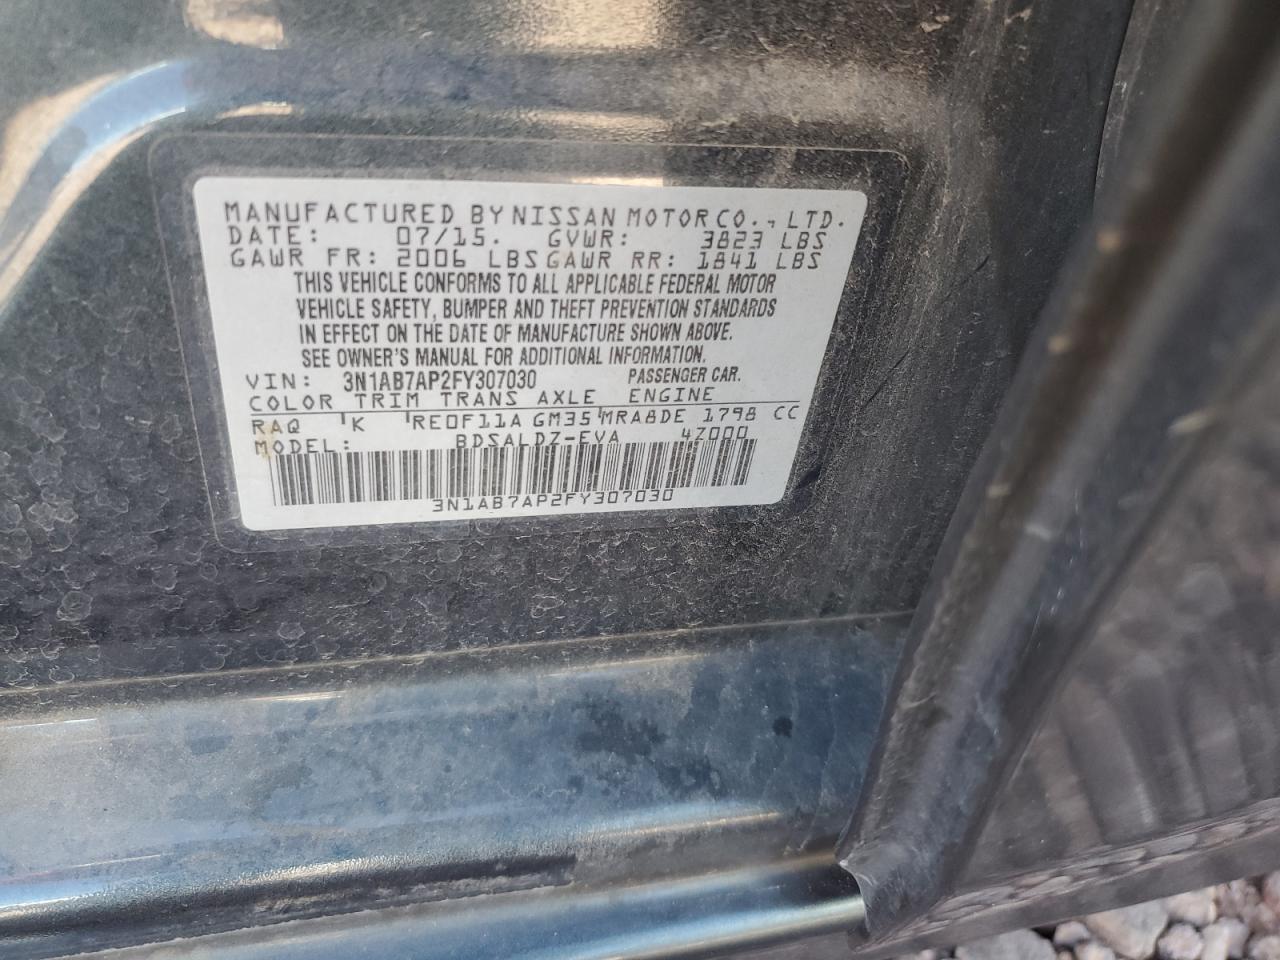 MANUFACTURED BY NISSAN MOTOR CO., LTD.
DATE: 07/15. GVWR: 3823 LBS
GAWR FR: 2006 LBS GAWR RR: 1841 LBS
THIS VEHICLE CONFORMS TO ALL APPLICABLE FEDERAL MOTOR
VEHICLE SAFETY, BUMPER AND THEFT PREVENTION STANDARDS
IN EFFECT ON THE DATE OF MANUFACTURE SHOWN ABOVE.
SEE OWNER'S MANUAL FOR ADDITIONAL INFORMATION.
VIN: 3N1AB7AP2FY307030 PASSENGER CAR.
COLOR TRIM TRANS AXLE ENGINE
RAQ K RE0F11A GM35 MRA8DE 1798 CC
MODEL: BDSALDZ-EVA 4Z000
3N1AB7AP2FY307030